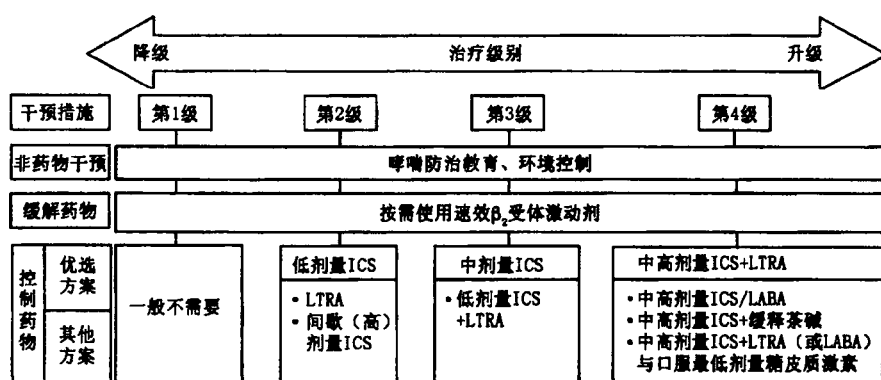 降级 治疗级别 升级
干预措施 第1级 第2级 第3级 第4级
非药物干预 哮喘防治教育、环境控制
缓解药物 按需使用速效β₂受体激动剂
控制药物
优选方案
其他方案
一般不需要
低剂量ICS
•LTRA
•间歇（高）
剂量ICS
中剂量ICS
•低剂量ICS
+LTRA
中高剂量ICS+LTRA
•中高剂量ICS/LABA
•中高剂量ICS+缓释茶碱
•中高剂量ICS+LTRA（或LABA）
与口服最低剂量糖皮质激素